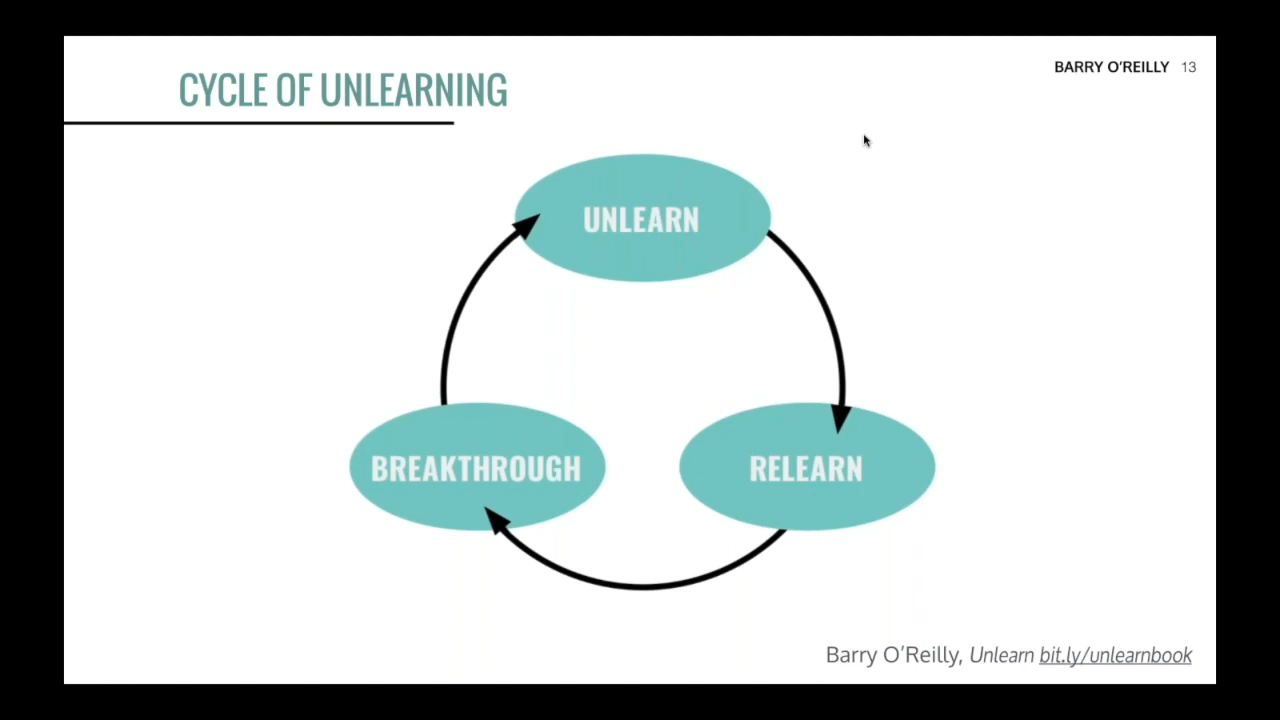 CYCLE OF UNLEARNING
BARRY O'REILLY 13
UNLEARN
BREAKTHROUGH
RELEARN
Barry O'Reilly, Unlearn bit.ly/unlearnbook